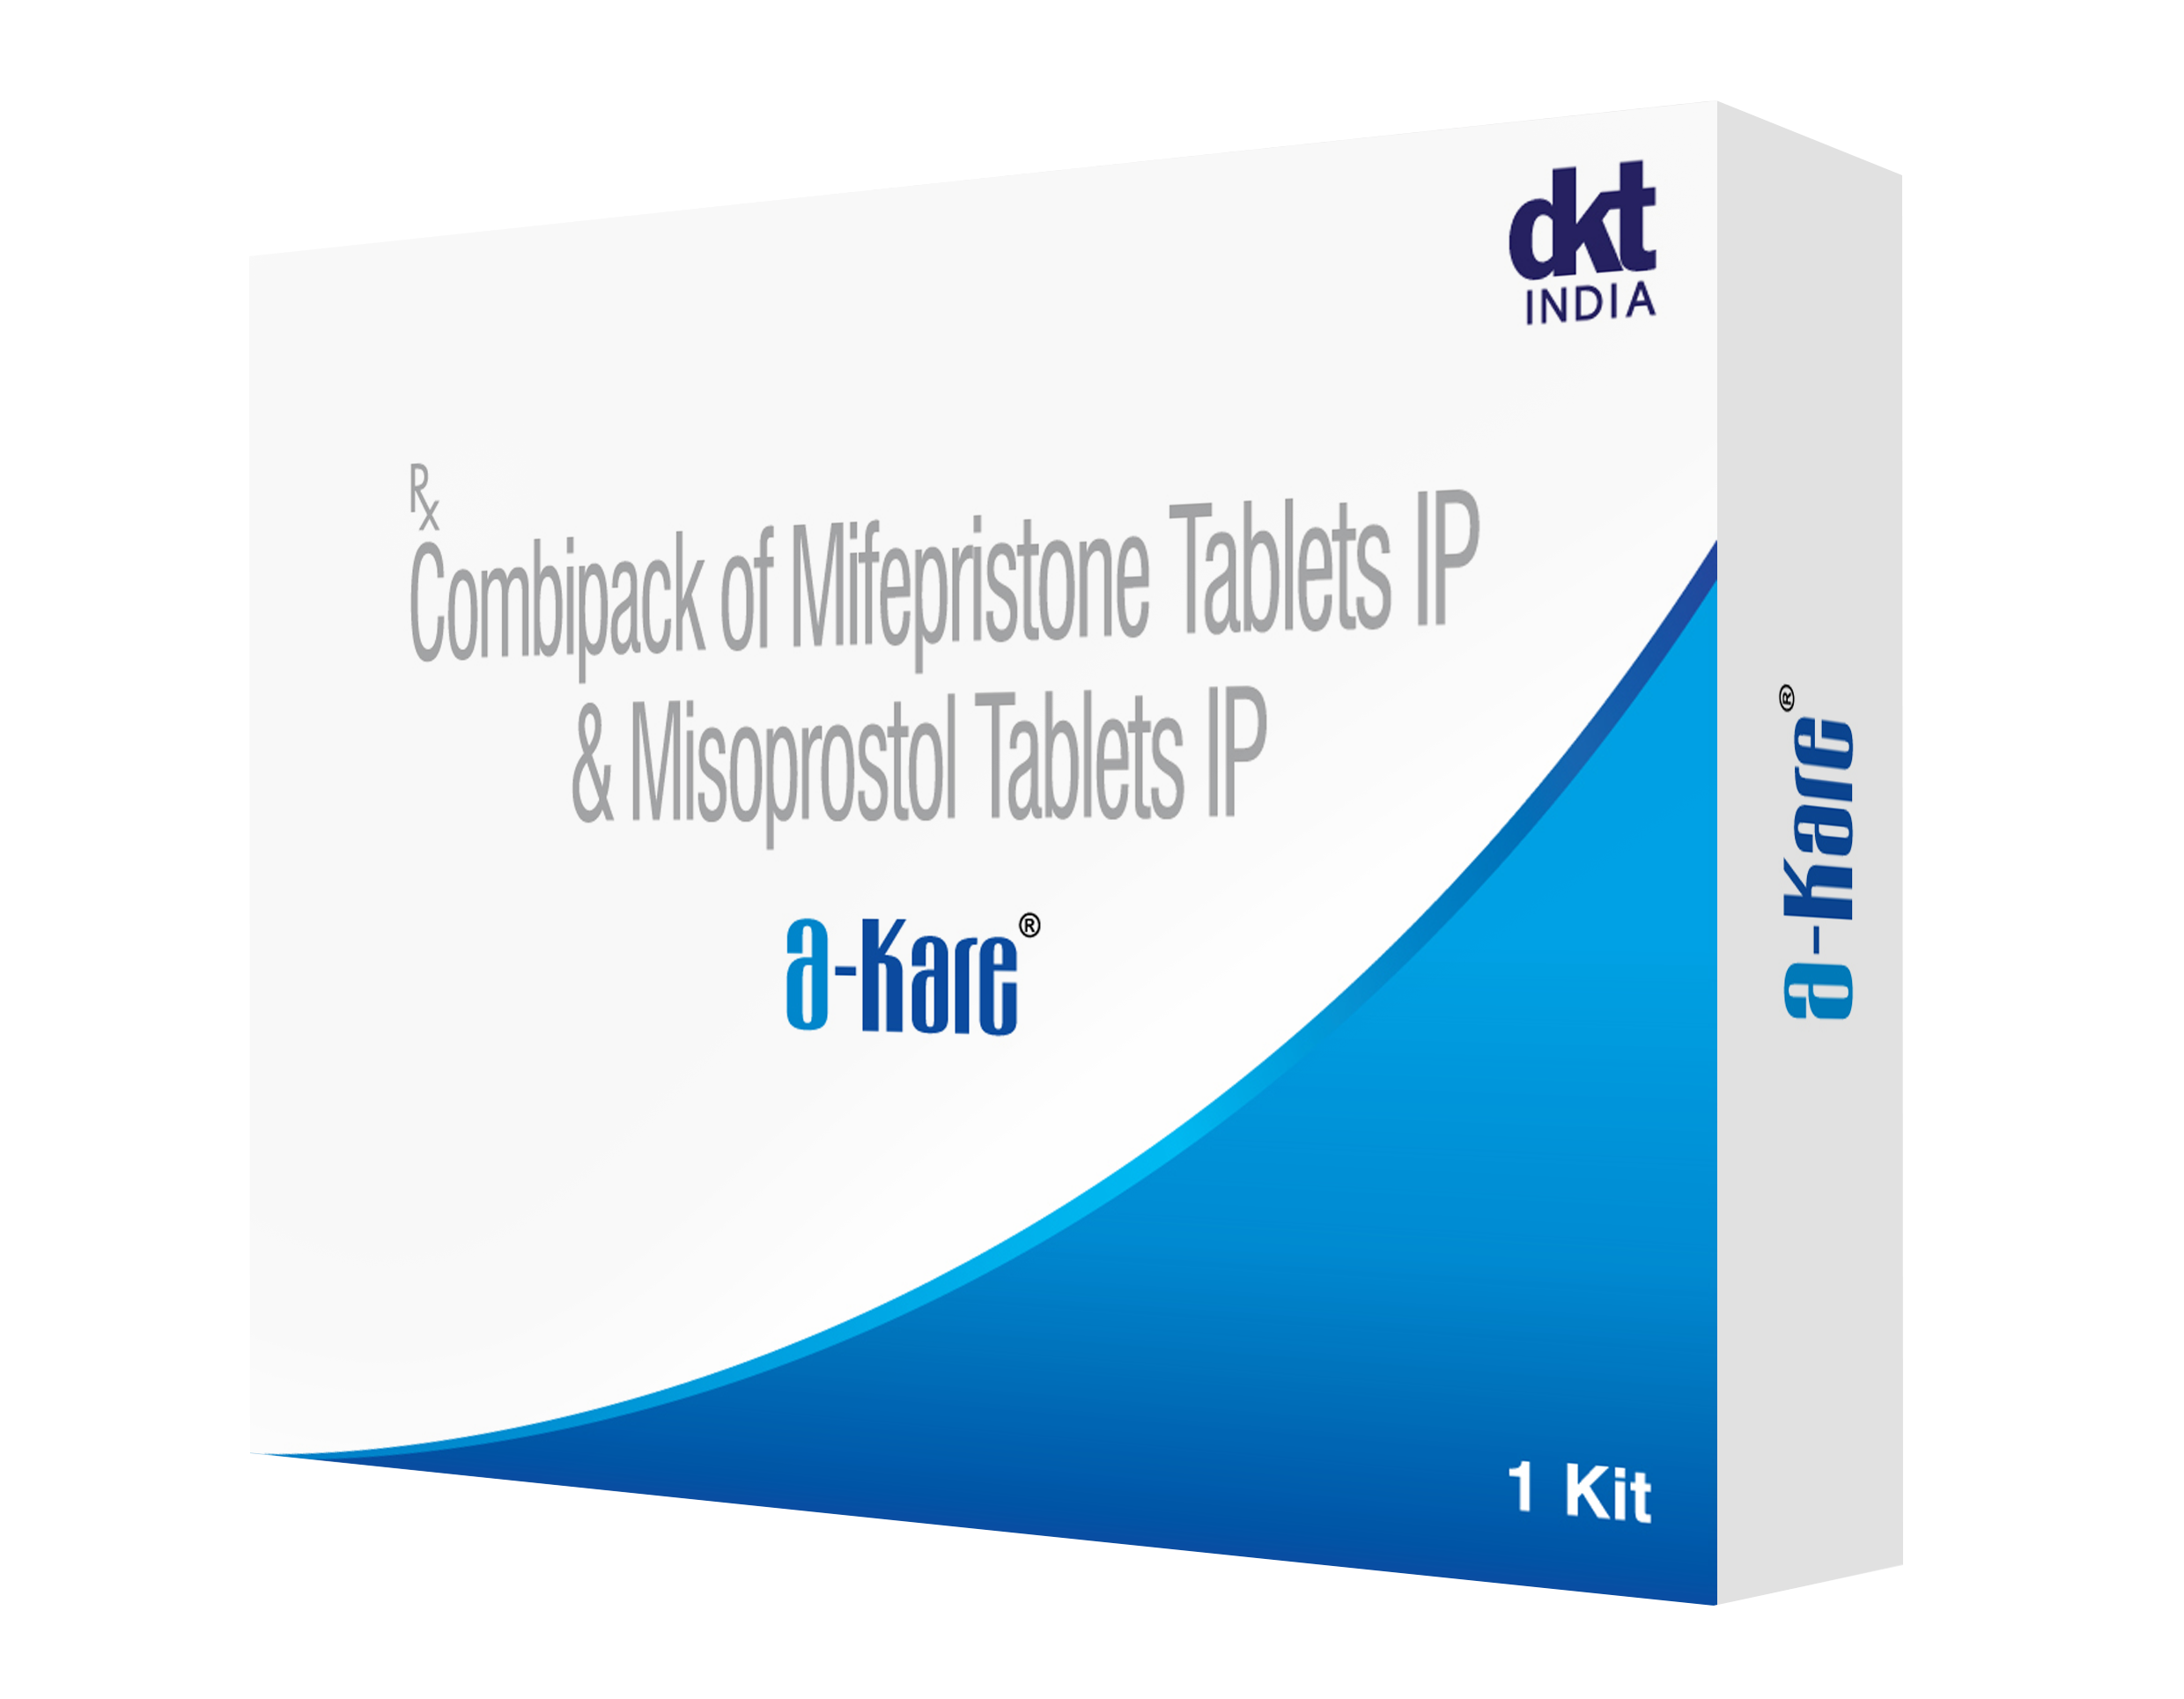 dkt
INDIA
Rx
Combipack of Mifepristone Tablets IP
& Misoprostol Tablets IP
a-Kare®
1 Kit
a-Kare®